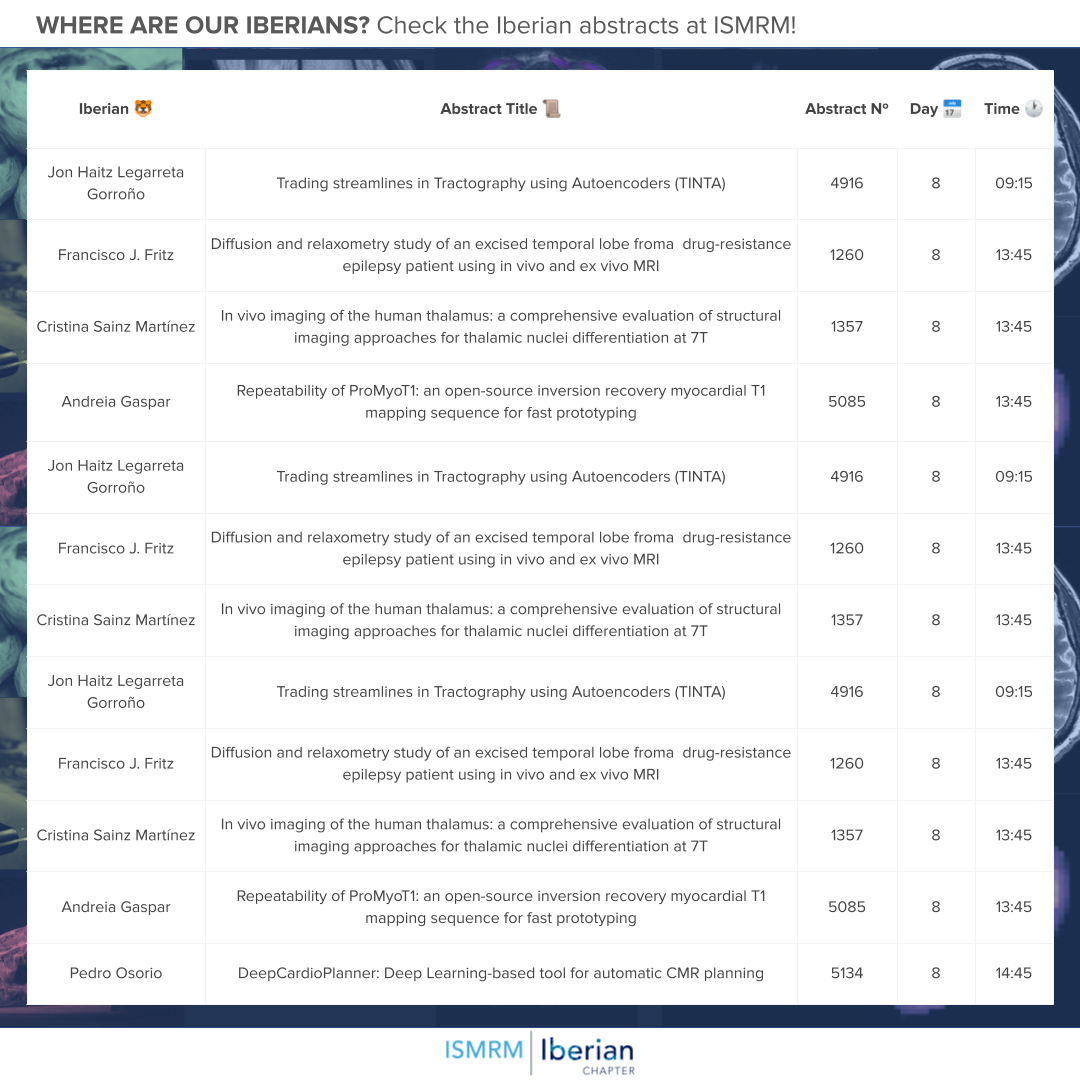 WHERE ARE OUR IBERIANS? Check the Iberian abstracts at ISMRM!
Iberian 🐯 Abstract Title 📜 Abstract Nº Day 📅 Time 🕐
Jon Haitz Legarreta
Gorroño
Trading streamlines in Tractography using Autoencoders (TINTA)
4916
8
09:15
Francisco J. Fritz
Diffusion and relaxometry study of an excised temporal lobe froma  drug-resistance
epilepsy patient using in vivo and ex vivo MRI
1260
8
13:45
Cristina Sainz Martínez
In vivo imaging of the human thalamus: a comprehensive evaluation of structural
imaging approaches for thalamic nuclei differentiation at 7T
1357
8
13:45
Andreia Gaspar
Repeatability of ProMyoT1: an open-source inversion recovery myocardial T1
mapping sequence for fast prototyping
5085
8
13:45
Jon Haitz Legarreta
Gorroño
Trading streamlines in Tractography using Autoencoders (TINTA)
4916
8
09:15
Francisco J. Fritz
Diffusion and relaxometry study of an excised temporal lobe froma  drug-resistance
epilepsy patient using in vivo and ex vivo MRI
1260
8
13:45
Cristina Sainz Martínez
In vivo imaging of the human thalamus: a comprehensive evaluation of structural
imaging approaches for thalamic nuclei differentiation at 7T
1357
8
13:45
Jon Haitz Legarreta
Gorroño
Trading streamlines in Tractography using Autoencoders (TINTA)
4916
8
09:15
Francisco J. Fritz
Diffusion and relaxometry study of an excised temporal lobe froma  drug-resistance
epilepsy patient using in vivo and ex vivo MRI
1260
8
13:45
Cristina Sainz Martínez
In vivo imaging of the human thalamus: a comprehensive evaluation of structural
imaging approaches for thalamic nuclei differentiation at 7T
1357
8
13:45
Andreia Gaspar
Repeatability of ProMyoT1: an open-source inversion recovery myocardial T1
mapping sequence for fast prototyping
5085
8
13:45
Pedro Osorio
DeepCardioPlanner: Deep Learning-based tool for automatic CMR planning
5134
8
14:45
ISMRM Iberian
CHAPTER